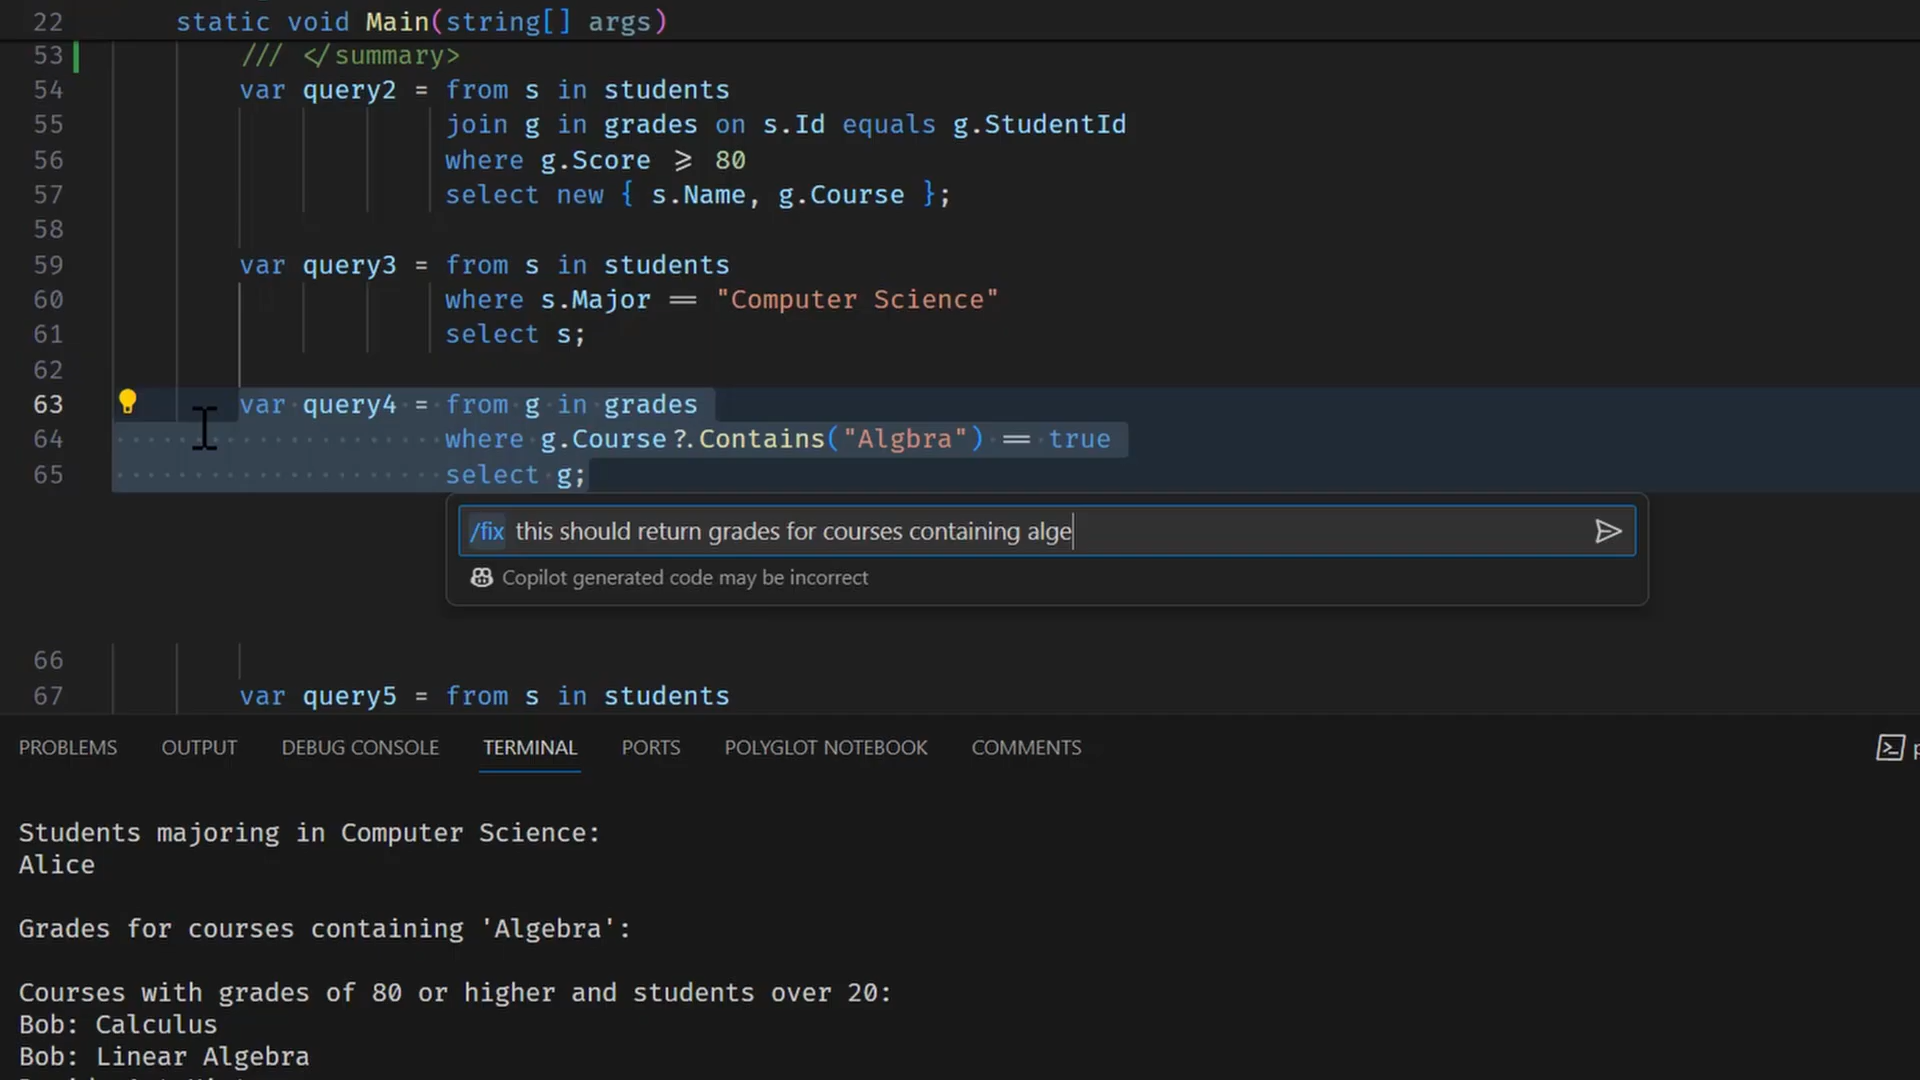 22 static void Main(string[] args)
53 /// </summary>
54 var query2 = from s in students
55 join g in grades on s.Id equals g.StudentId
56 where g.Score >= 80
57 select new { s.Name, g.Course };
58
59 var query3 = from s in students
60 where s.Major == "Computer Science"
61 select s;
62
63 var query4 = from g in grades
64 where g.Course?.Contains("Algbra") == true
65 select g;
/fix this should return grades for courses containing alge
Copilot generated code may be incorrect
66
67 var query5 = from s in students
PROBLEMS OUTPUT DEBUG CONSOLE TERMINAL PORTS POLYGLOT NOTEBOOK COMMENTS
Students majoring in Computer Science:
Alice
Grades for courses containing 'Algebra':
Courses with grades of 80 or higher and students over 20:
Bob: Calculus
Bob: Linear Algebra